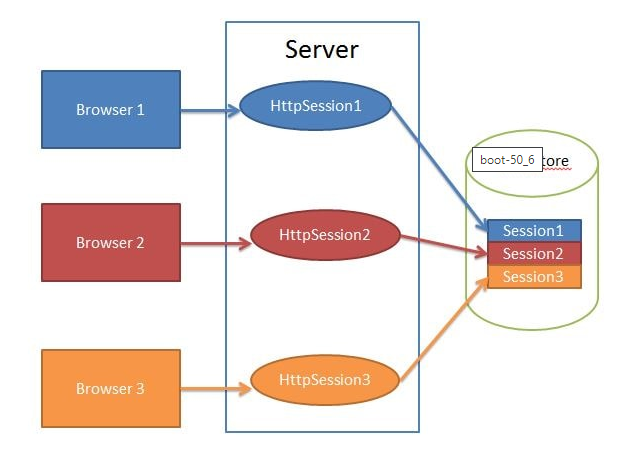 Server
Browser 1
HttpSession1
boot-50_6
tore
Session1
Browser 2
HttpSession2
Session2
Session3
Browser 3
HttpSession3